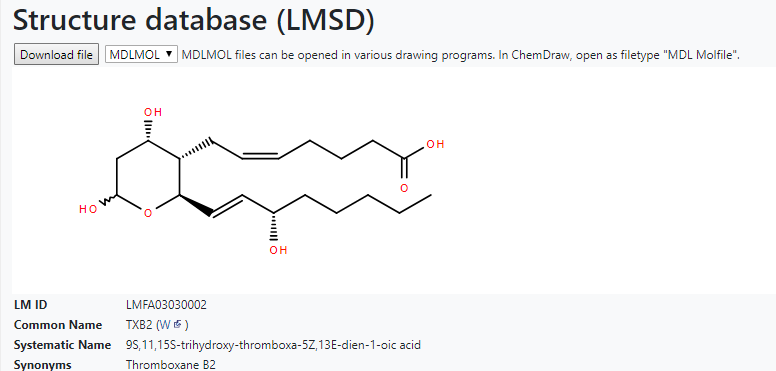 Structure database (LMSD)
Download file MDLMOL ▼ MDLMOL files can be opened in various drawing programs. In ChemDraw, open as filetype "MDL Molfile".
OH
OH
O
HO
O
OH
LM ID LMFA03030002
Common Name TXB2 (W)
Systematic Name 9S,11,15S-trihydroxy-thromboxa-5Z,13E-dien-1-oic acid
Synonyms Thromboxane B2